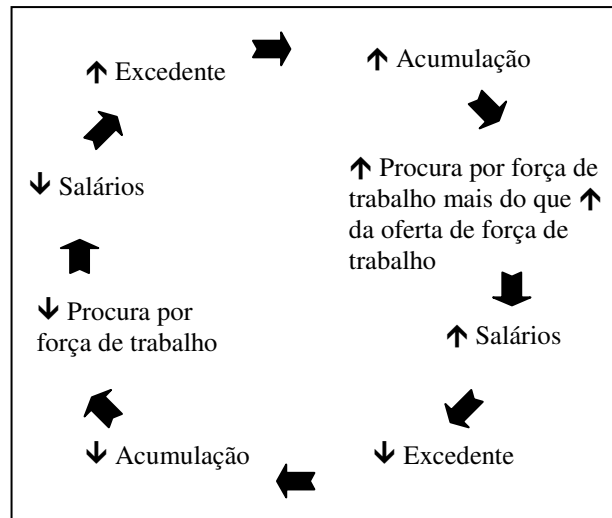 ↑ Excedente
↑ Acumulação
↑ Procura por força de
trabalho mais do que ↑
da oferta de força de
trabalho
↑ Salários
↓ Excedente
↓ Acumulação
↓ Procura por
força de trabalho
↓ Salários